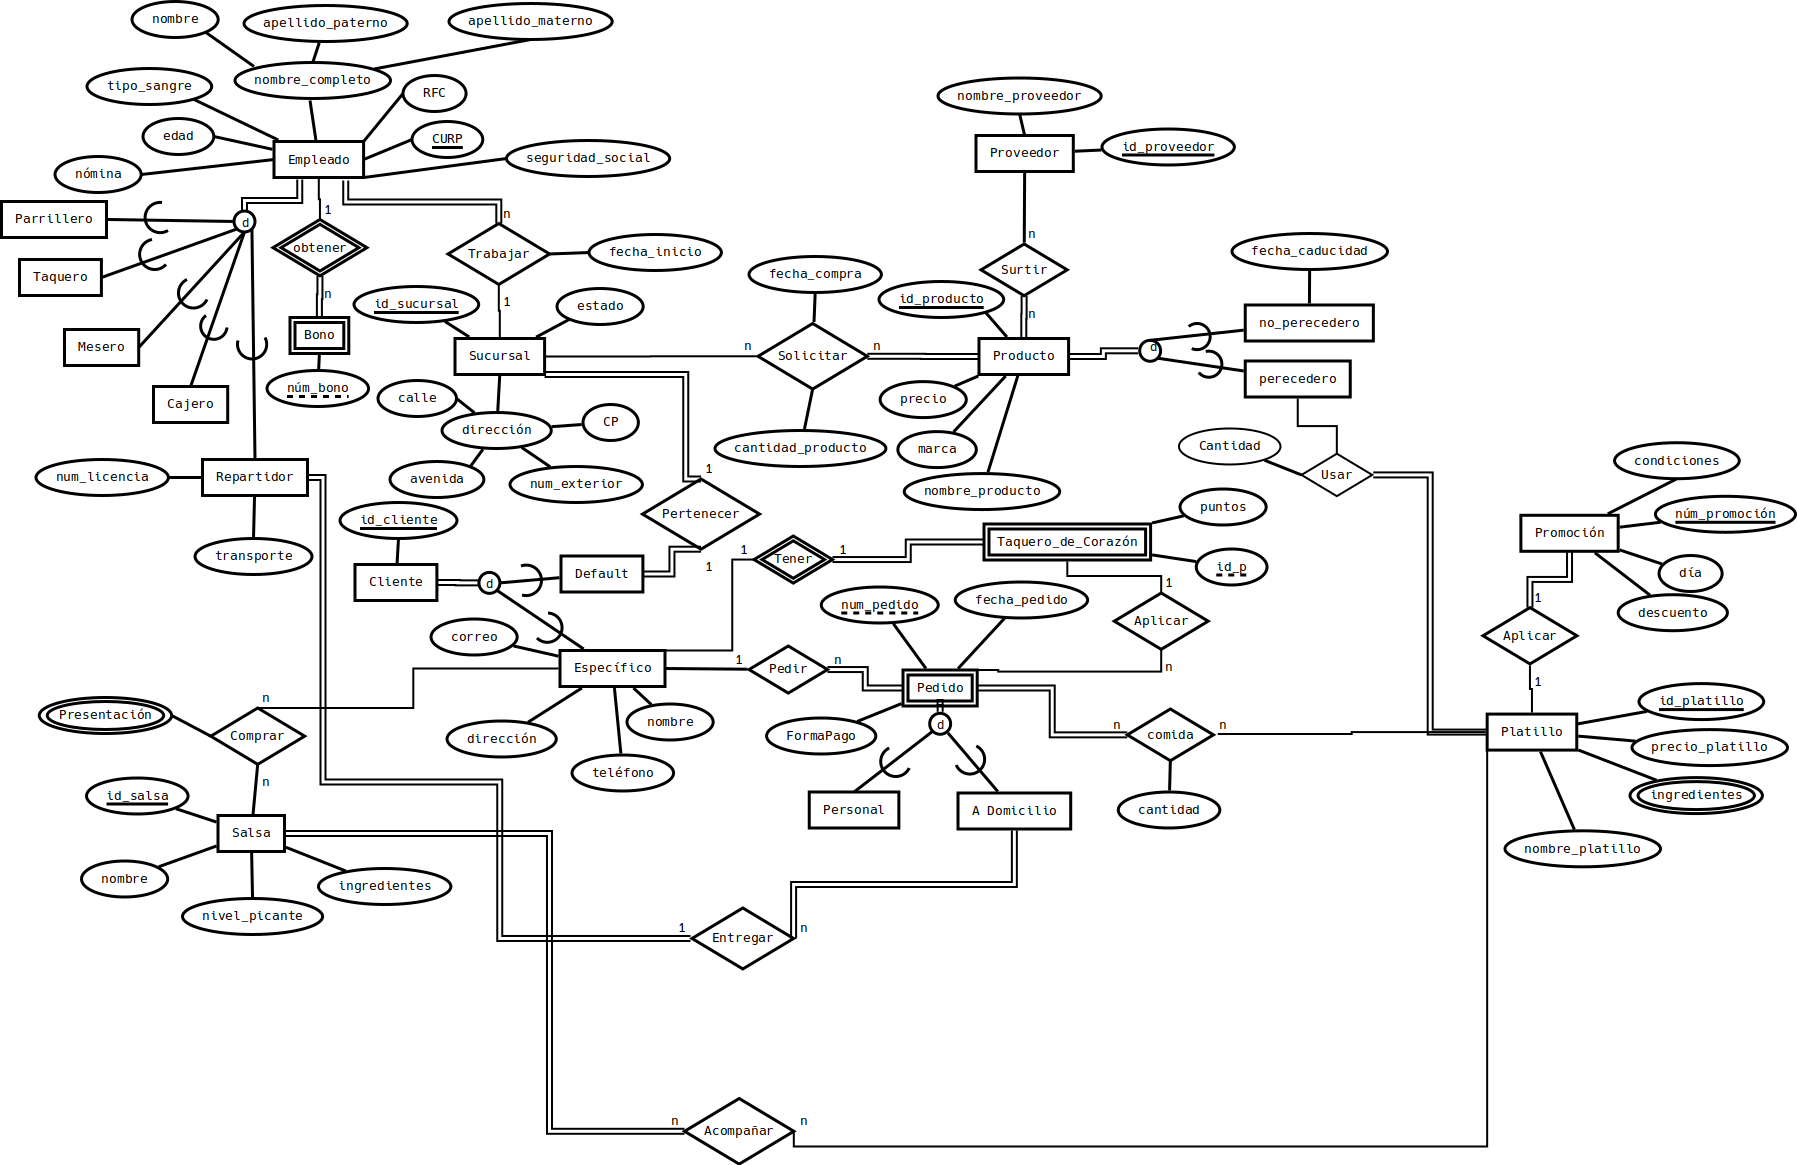 nombre
apellido_paterno
apellido_materno
nombre_completo
tipo_sangre
RFC
edad
CURP
nómina
Empleado
seguridad_social
nombre_proveedor
Proveedor
id_proveedor
Parrillero
d
1
n
obtener
Trabajar
fecha_inicio
n
Surtir
fecha_caducidad
Taquero
n
id_sucursal
1
estado
fecha_compra
id_producto
n
no_perecedero
Mesero
Bono
Sucursal
n
Solicitar
n
Producto
d
perecedero
Cajero
núm_bono
calle
dirección
CP
precio
cantidad_producto
marca
Cantidad
condiciones
num_licencia
Repartidor
avenida
num_exterior
1
nombre_producto
Usar
id_cliente
Pertenecer
puntos
núm_promoción
Promoción
transporte
Cliente
d
Default
1
1
Tener
1
Taquero_de_Corazón
id_p
día
num_pedido
fecha_pedido
1
1
descuento
correo
Aplicar
Aplicar
Específico
1
Pedir
n
Pedido
n
1
Presentación
n
Comprar
dirección
nombre
teléfono
FormaPago
d
n
comida
n
id_platillo
Platillo
precio_platillo
id_salsa
n
Personal
A Domicilio
cantidad
ingredientes
Salsa
nombre
nivel_picante
ingredientes
nombre_platillo
1
Entregar
n
n
Acompañar
n